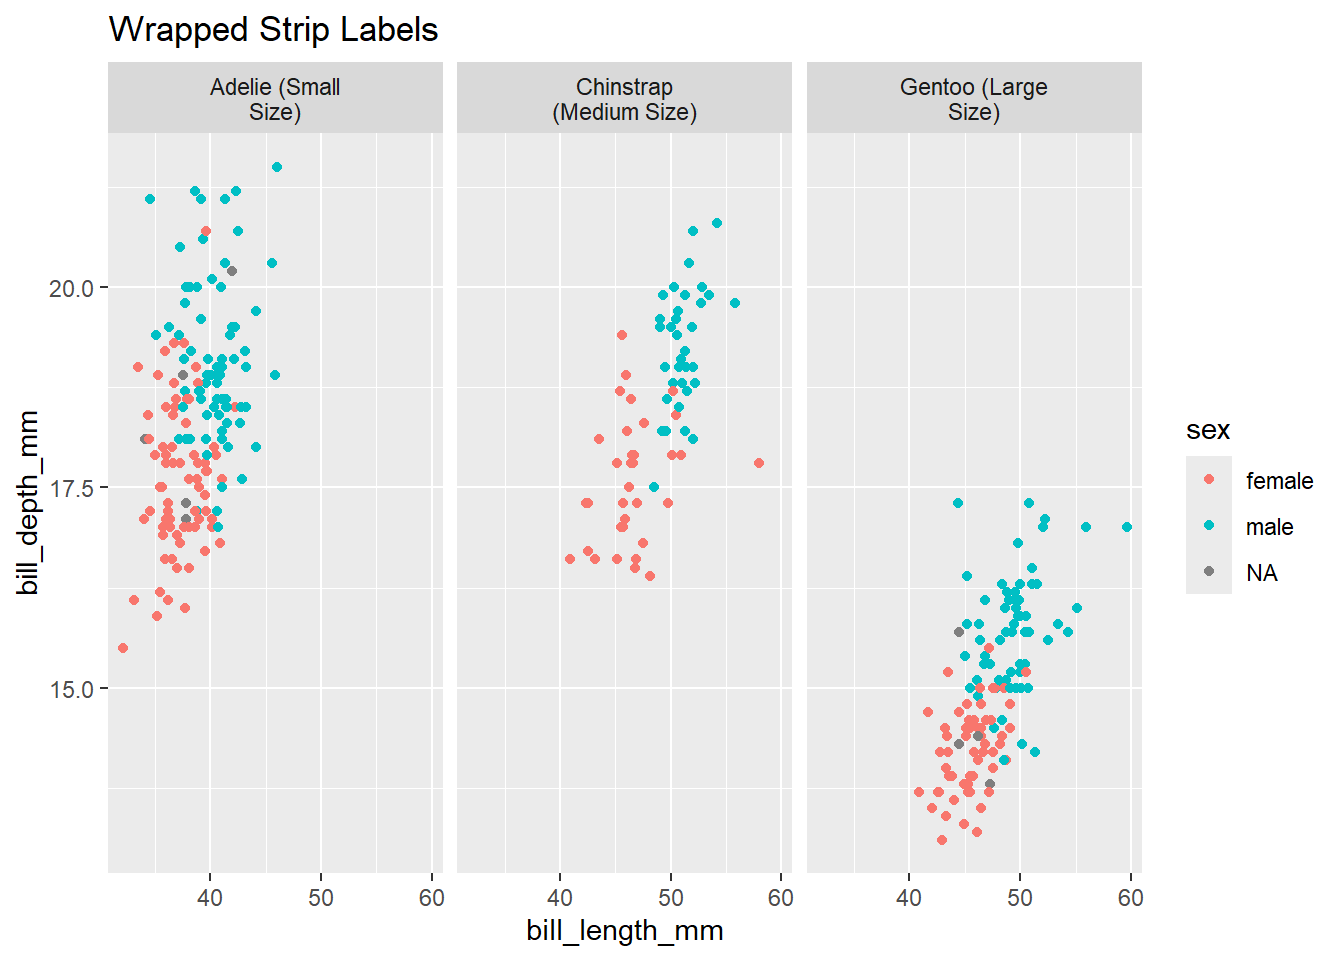 Wrapped Strip Labels
Adelie (Small
Size)
Chinstrap
(Medium Size)
Gentoo (Large
Size)
bill_depth_mm
20.0
17.5
15.0
40
50
60
40
50
60
40
50
60
bill_length_mm
sex
female
male
NA